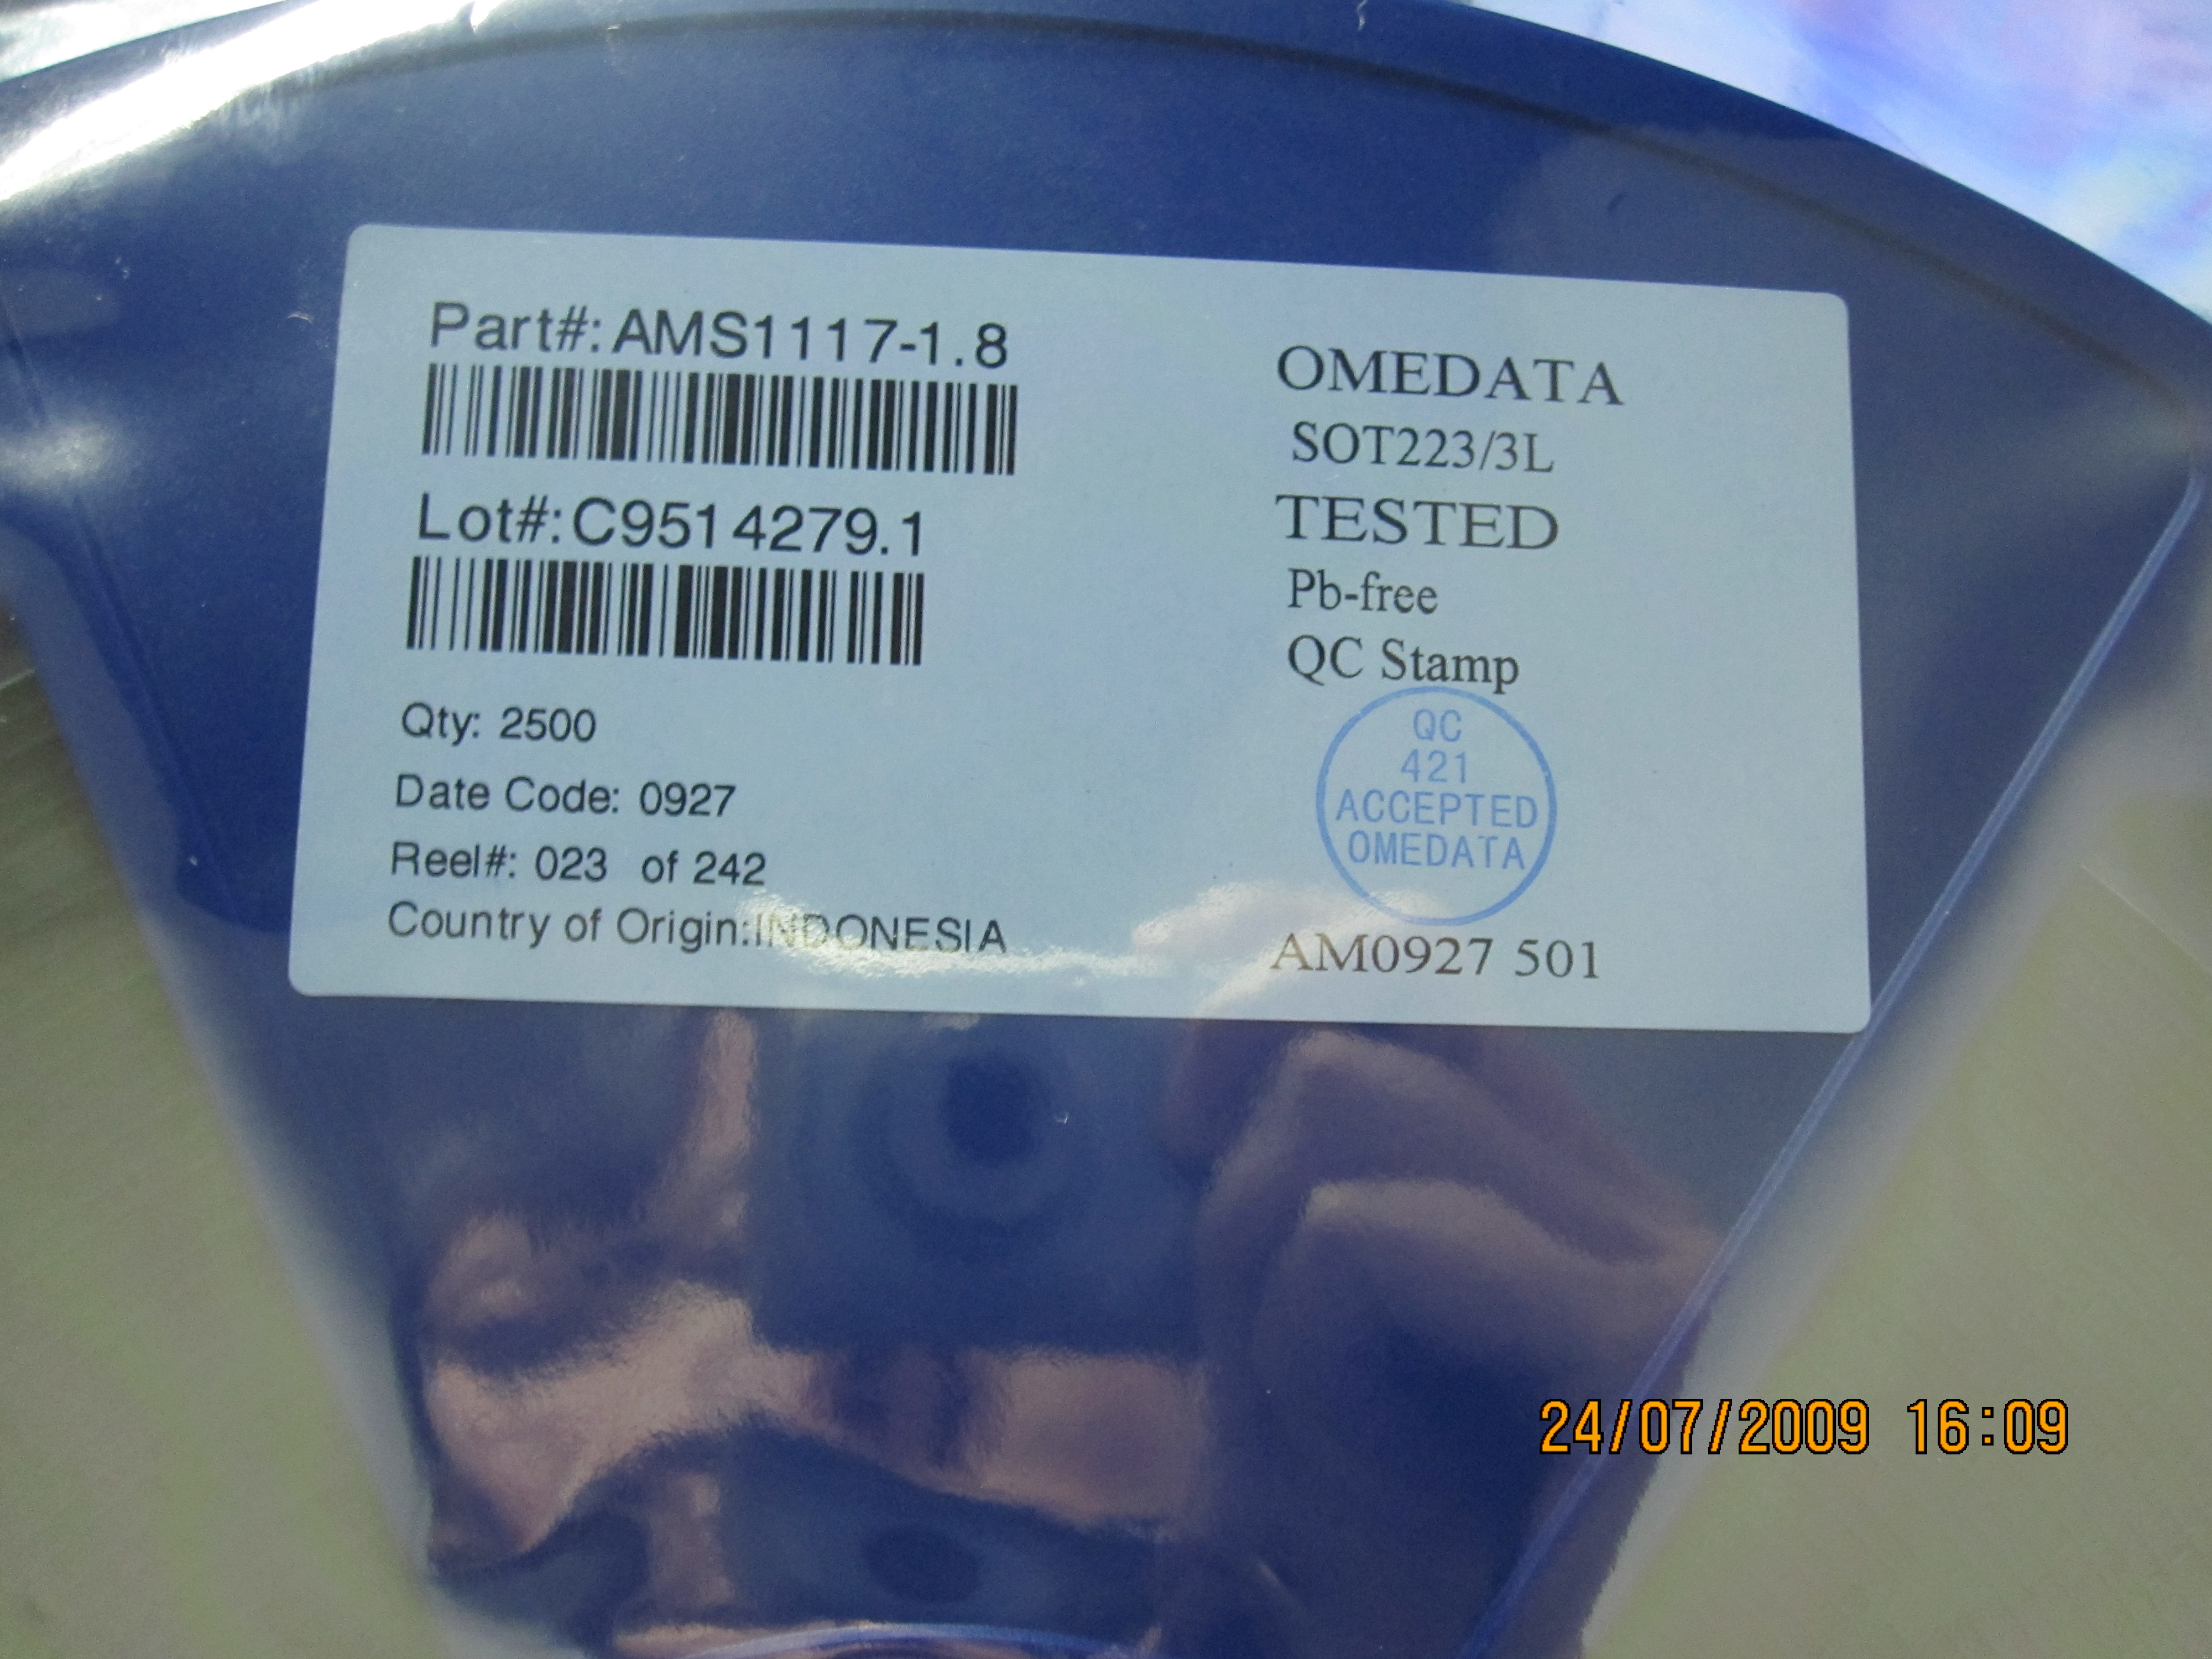 Part#: AMS1117-1.8
Lot#: C9514279.1
Qty: 2500
Date Code: 0927
Reel#: 023 of 242
Country of Origin:INDONESIA
OMEDATA
SOT223/3L
TESTED
Pb-free
QC Stamp
QC
421
ACCEPTED
OMEDATA
AM0927 501
24/07/2009 16:09